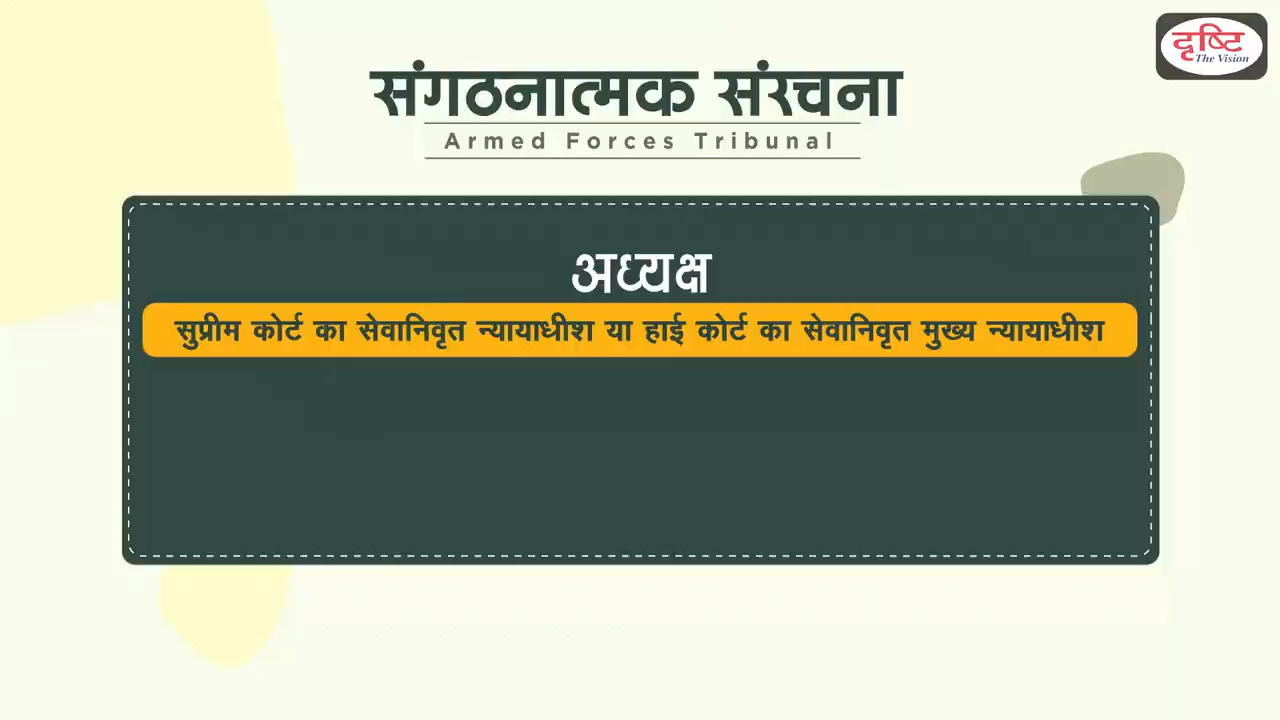 दृष्टि
The Vision
संगठनात्मक संरचना
Armed Forces Tribunal
अध्यक्ष
सुप्रीम कोर्ट का सेवानिवृत न्यायाधीश या हाई कोर्ट का सेवानिवृत मुख्य न्यायाधीश